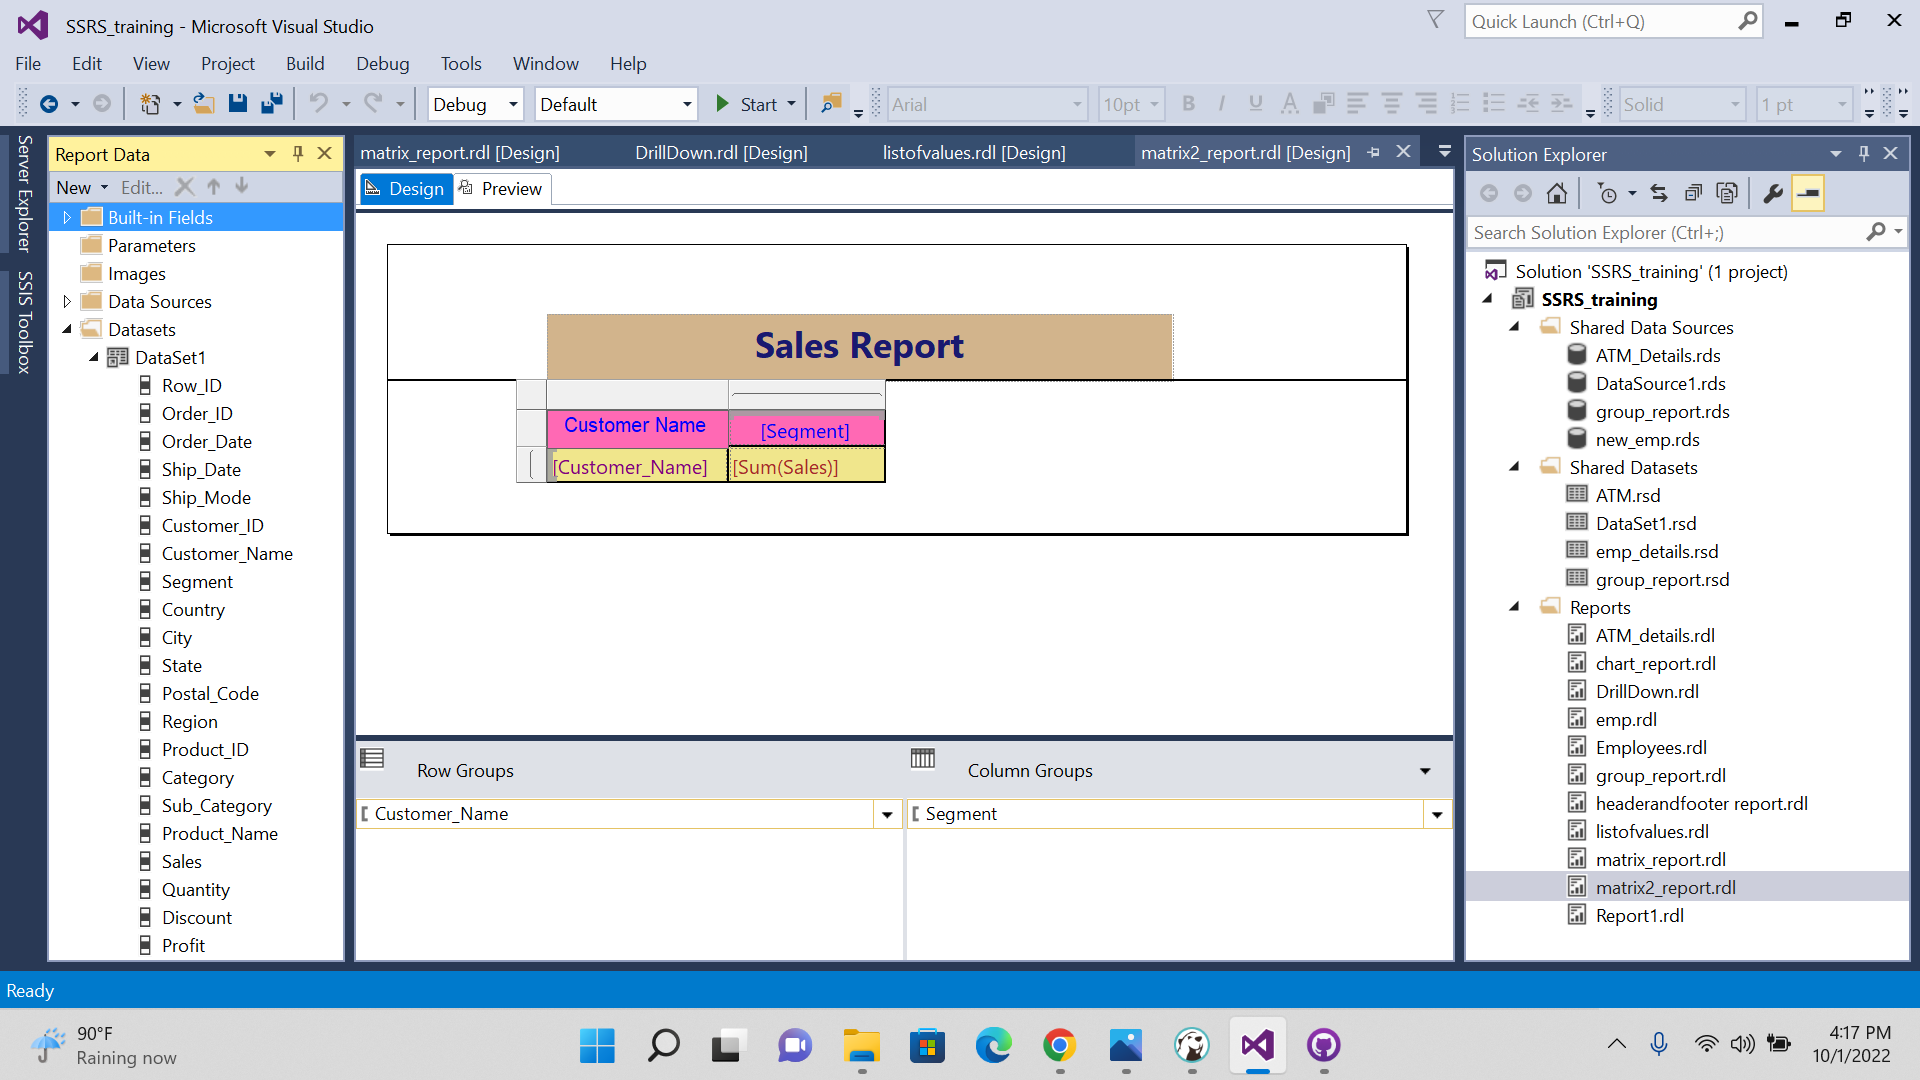 SSRS_training - Microsoft Visual Studio
Quick Launch (Ctrl+Q)
File Edit View Project Build Debug Tools Window Help
Debug Default Start Arial 10pt B I U A Solid 1 pt
Server Explorer
SSIS Toolbox
Report Data
New Edit...
Built-in Fields
Parameters
Images
Data Sources
Datasets
DataSet1
Row_ID
Order_ID
Order_Date
Ship_Date
Ship_Mode
Customer_ID
Customer_Name
Segment
Country
City
State
Postal_Code
Region
Product_ID
Category
Sub_Category
Product_Name
Sales
Quantity
Discount
Profit
matrix_report.rdl [Design] DrillDown.rdl [Design] listofvalues.rdl [Design] matrix2_report.rdl [Design]
Design Preview
Sales Report
Customer Name [Segment]
[Customer_Name] [Sum(Sales)]
Row Groups Column Groups
Customer_Name Segment
Solution Explorer
Search Solution Explorer (Ctrl+;)
Solution 'SSRS_training' (1 project)
SSRS_training
Shared Data Sources
ATM_Details.rds
DataSource1.rds
group_report.rds
new_emp.rds
Shared Datasets
ATM.rsd
DataSet1.rsd
emp_details.rsd
group_report.rsd
Reports
ATM_details.rdl
chart_report.rdl
DrillDown.rdl
emp.rdl
Employees.rdl
group_report.rdl
headerandfooter report.rdl
listofvalues.rdl
matrix_report.rdl
matrix2_report.rdl
Report1.rdl
Ready
90°F
Raining now
4:17 PM
10/1/2022